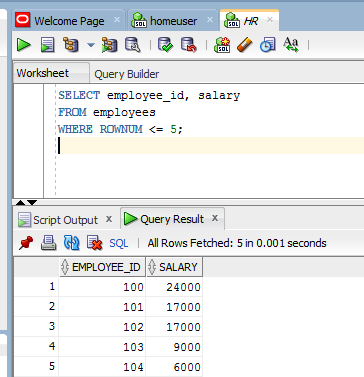 Welcome Page homeuser HR
Worksheet Query Builder
SELECT employee_id, salary
FROM employees
WHERE ROWNUM <= 5;
Script Output Query Result
SQL All Rows Fetched: 5 in 0.001 seconds
EMPLOYEE_ID SALARY
1 100 24000
2 101 17000
3 102 17000
4 103 9000
5 104 6000